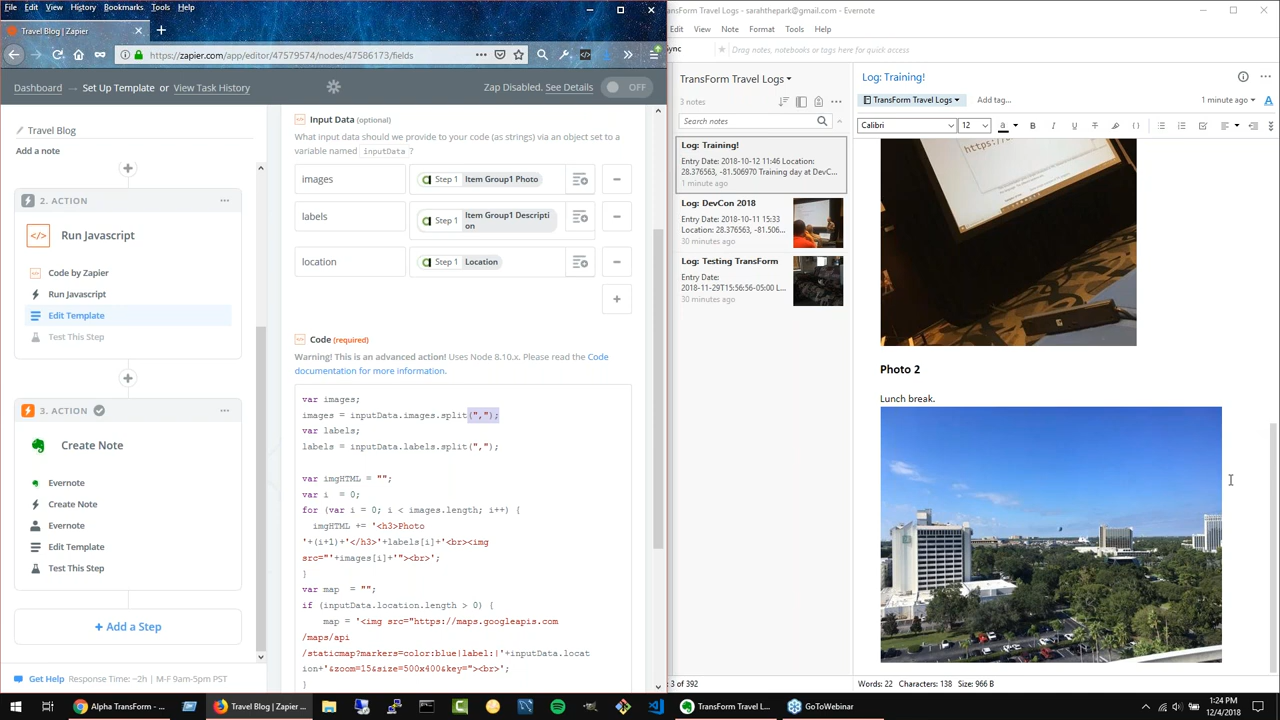 File Edit View History Bookmarks Tools Help
Travel Blog | Zapier
https://zapier.com/app/editor/47579574/nodes/47586173/fields
Dashboard → Set Up Template or View Task History
Zap Disabled. See Details OFF
Travel Blog
Add a note
2. ACTION
Run Javascript
Code by Zapier
Run Javascript
Edit Template
Test This Step
3. ACTION
Create Note
Evernote
Create Note
Evernote
Edit Template
Test This Step
+ Add a Step
Get Help Response Time: ~2h | M-F 9am-5pm PST
Input Data (optional)
What input data should we provide to your code (as strings) via an object set to a
variable named inputData ?
images Step 1 Item Group1 Photo
labels Step 1 Item Group1 Descripti
on
location Step 1 Location
Code (required)
Warning! This is an advanced action! Uses Node 8.10.x. Please read the Code
documentation for more information.
var images;
images = inputData.images.split(",");
var labels;
labels = inputData.labels.split(",");
var imgHTML = "";
var i  = 0;
for (var i = 0; i < images.length; i++) {
imgHTML += '<h3>Photo
'+(i+1)+'</h3>'+labels[i]+'<br><img
src="'+images[i]+'"><br>';
}
var map  = "";
if (inputData.location.length > 0) {
map = '<img src="https://maps.googleapis.com
/maps/api
/staticmap?markers=color:blue|label:|'+inputData.locat
ion+'&zoom=15&size=500x400&key="><br>';
}
TransForm Travel Logs - sarahthepark@gmail.com - Evernote
Edit View Note Format Tools Help
ync
Drag notes, notebooks or tags here for quick access
TransForm Travel Logs
3 notes
Search notes
Log: Training!
Entry Date: 2018-10-12 11:46 Location:
28.376563, -81.506970 Training day at DevC...
1 minute ago
Log: DevCon 2018
Entry Date: 2018-10-11 15:33
Location: 28.376563, -81.506...
30 minutes ago
Log: Testing TransForm
Entry Date:
2018-11-29T15:56:56-05:00 L...
30 minutes ago
Log: Training!
TransForm Travel Logs Add tag... 1 minute ago
Calibri 12 a B I U T
https://
Photo 2
Lunch break.
3 of 392
Words: 22 Characters: 138 Size: 966 B
Alpha TransForm - ...
Travel Blog | Zapier ...
TransForm Travel L...
GoToWebinar
1:24 PM
12/4/2018